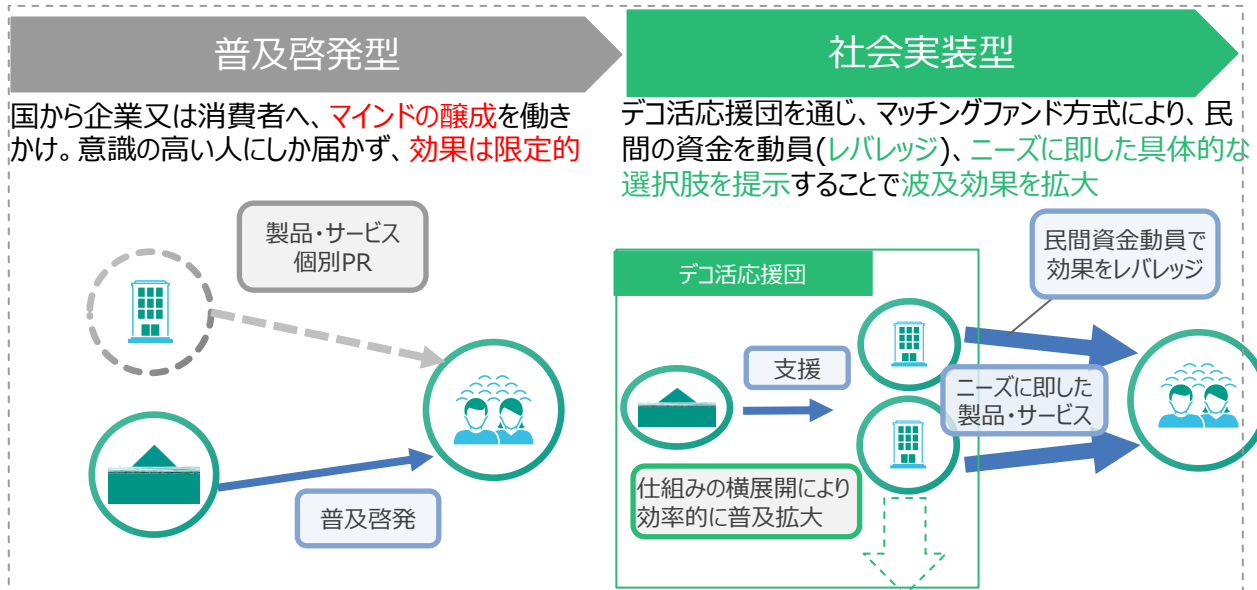 普及啓発型
国から企業又は消費者へ、マインドの醸成を働き
かけ。意識の高い人にしか届かず、効果は限定的
製品・サービス
個別PR
普及啓発
社会実装型
デコ活応援団を通じ、マッチングファンド方式により、民
間の資金を動員(レバレッジ)、ニーズに即した具体的な
選択肢を提示することで波及効果を拡大
民間資金動員で
効果をレバレッジ
デコ活応援団
支援
ニーズに即した
製品・サービス
仕組みの横展開により
効率的に普及拡大